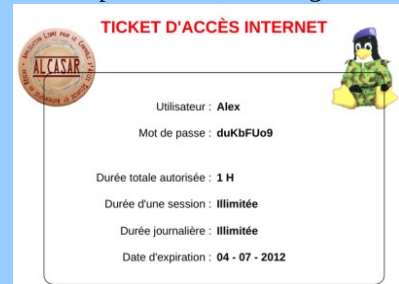 TICKET D'ACCÈS INTERNET
ALCASAR
Utilisateur : Alex
Mot de passe : duKbFUo9
Durée totale autorisée : 1 H
Durée d'une session : Illimitée
Durée journalière : Illimitée
Date d'expiration : 04 - 07 - 2012